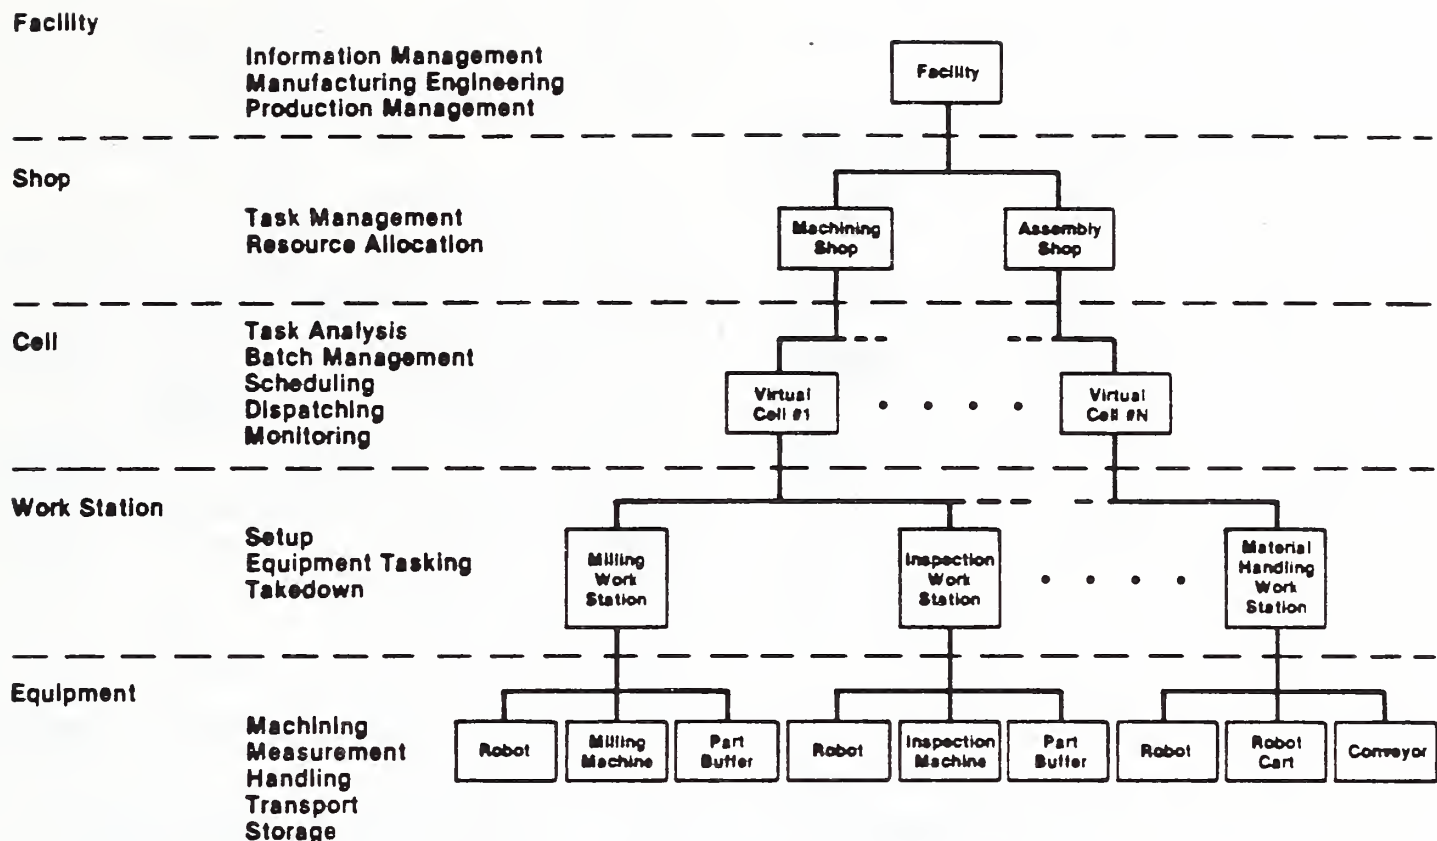 Facility
Information Management
Manufacturing Engineering
Production Management
Facility
Shop
Task Management
Resource Allocation
Machining
Shop
Assembly
Shop
Cell
Task Analysis
Batch Management
Scheduling
Dispatching
Monitoring
Virtual
Cell #1
Virtual
Cell #N
Work Station
Setup
Equipment Tasking
Takedown
Milling
Work
Station
Inspection
Work
Station
Material
Handling
Work
Station
Equipment
Machining
Measurement
Handling
Transport
Storage
Robot
Milling
Machine
Part
Buffer
Robot
Inspection
Machine
Part
Buffer
Robot
Robot
Cart
Conveyor